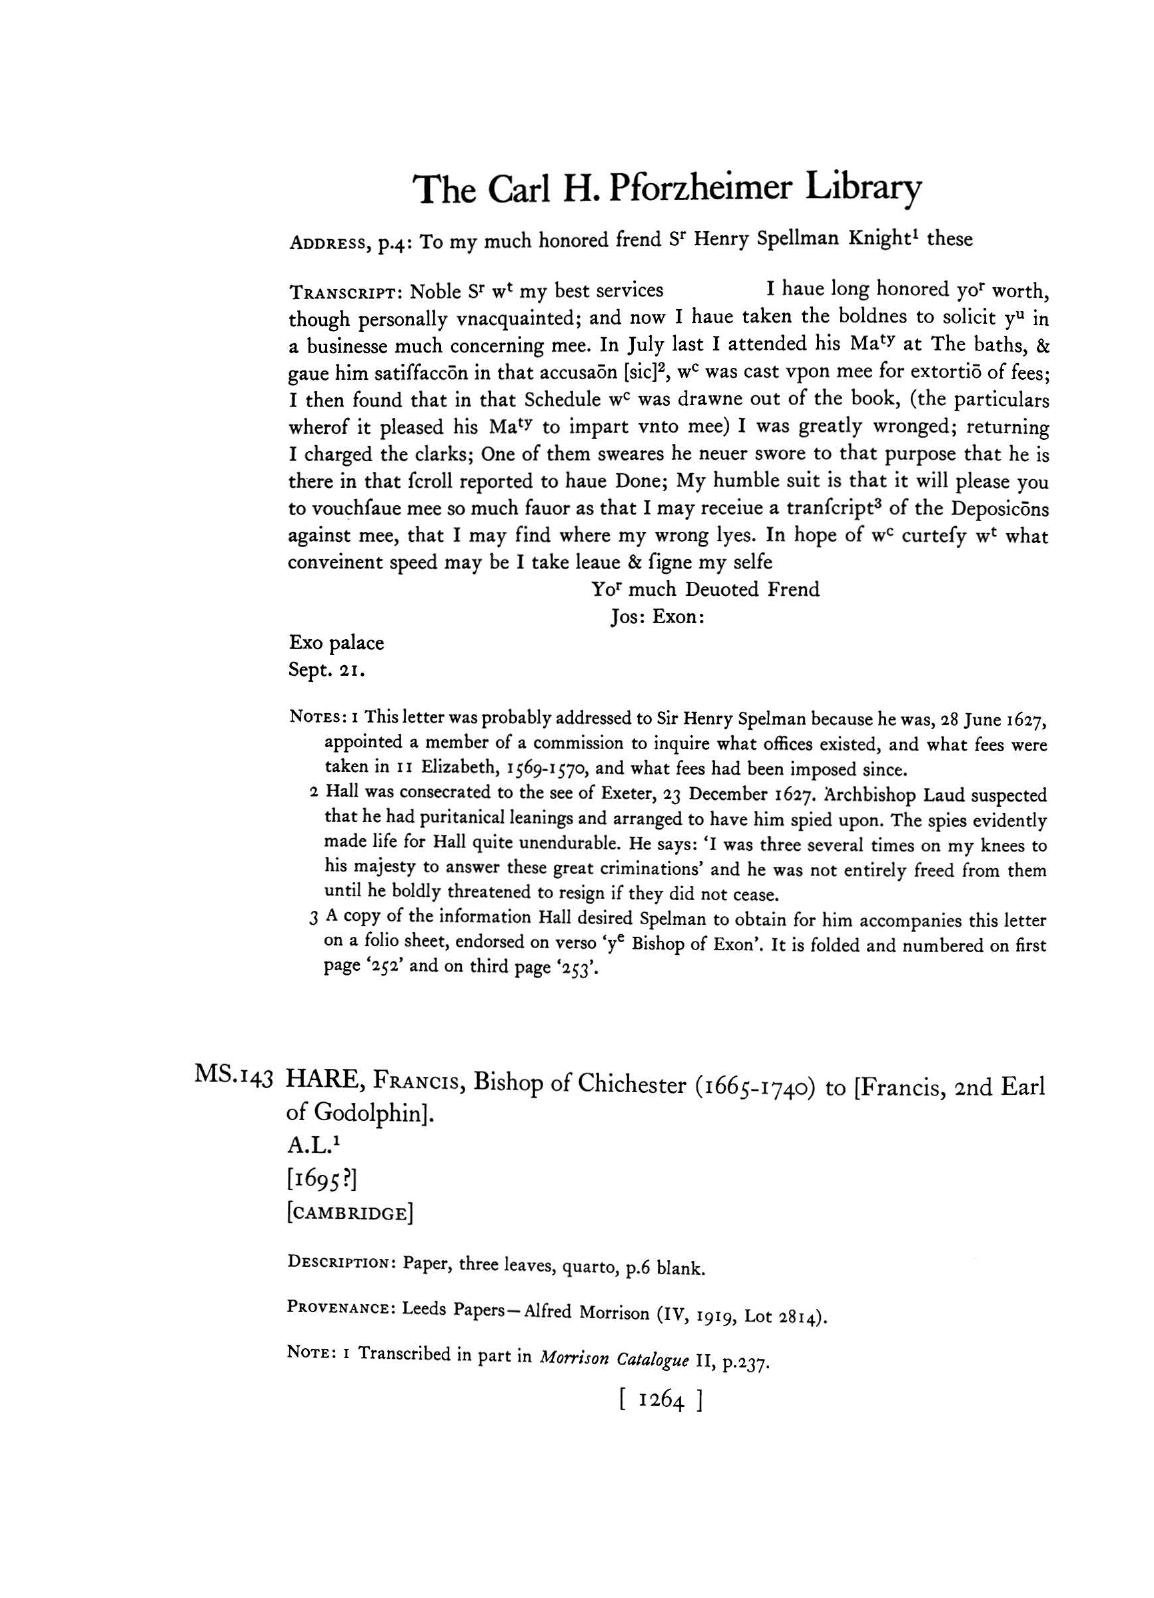 The Carl H. Pforzheimer Library
ADDRESS, p.4: To my much honored frend Sʳ Henry Spellman Knight¹ these
TRANSCRIPT: Noble Sʳ wᵗ my best services I haue long honored yoʳ worth,
though personally vnacquainted; and now I haue taken the boldnes to solicit yᵘ in
a businesse much concerning mee. In July last I attended his Maᵗʸ at The baths, &
gaue him satiſfaccōn in that accusaōn [sic]², wᶜ was cast vpon mee for extortiō of fees;
I then found that in that Schedule wᶜ was drawne out of the book, (the particulars
wherof it pleased his Maᵗʸ to impart vnto mee) I was greatly wronged; returning
I charged the clarks; One of them sweares he neuer swore to that purpose that he is
there in that ſcroll reported to haue Done; My humble suit is that it will please you
to vouchſaue mee so much fauor as that I may receiue a tranſcript³ of the Deposicōns
against mee, that I may find where my wrong lyes. In hope of wᶜ curteſy wᵗ what
conveinent speed may be I take leaue & ſigne my selfe
Yoʳ much Deuoted Frend
Jos: Exon:
Exo palace
Sept. 21.
NOTES: 1 This letter was probably addressed to Sir Henry Spelman because he was, 28 June 1627,
appointed a member of a commission to inquire what offices existed, and what fees were
taken in 11 Elizabeth, 1569-1570, and what fees had been imposed since.
2 Hall was consecrated to the see of Exeter, 23 December 1627. Archbishop Laud suspected
that he had puritanical leanings and arranged to have him spied upon. The spies evidently
made life for Hall quite unendurable. He says: ‘I was three several times on my knees to
his majesty to answer these great criminations’ and he was not entirely freed from them
until he boldly threatened to resign if they did not cease.
3 A copy of the information Hall desired Spelman to obtain for him accompanies this letter
on a folio sheet, endorsed on verso ‘yᵉ Bishop of Exon’. It is folded and numbered on first
page ‘252’ and on third page ‘253’.
MS.143 HARE, FRANCIS, Bishop of Chichester (1665-1740) to [Francis, 2nd Earl
of Godolphin].
A.L.¹
[1695?]
[CAMBRIDGE]
DESCRIPTION: Paper, three leaves, quarto, p.6 blank.
PROVENANCE: Leeds Papers—Alfred Morrison (IV, 1919, Lot 2814).
NOTE: 1 Transcribed in part in Morrison Catalogue II, p.237.
[ 1264 ]